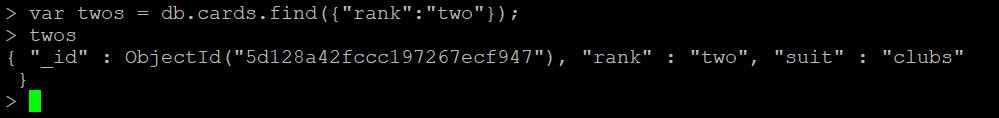 > var twos = db.cards.find({"rank":"two"});
> twos
{ "_id" : ObjectId("5d128a42fccc197267ecf947"), "rank" : "two", "suit" : "clubs"
 }
>